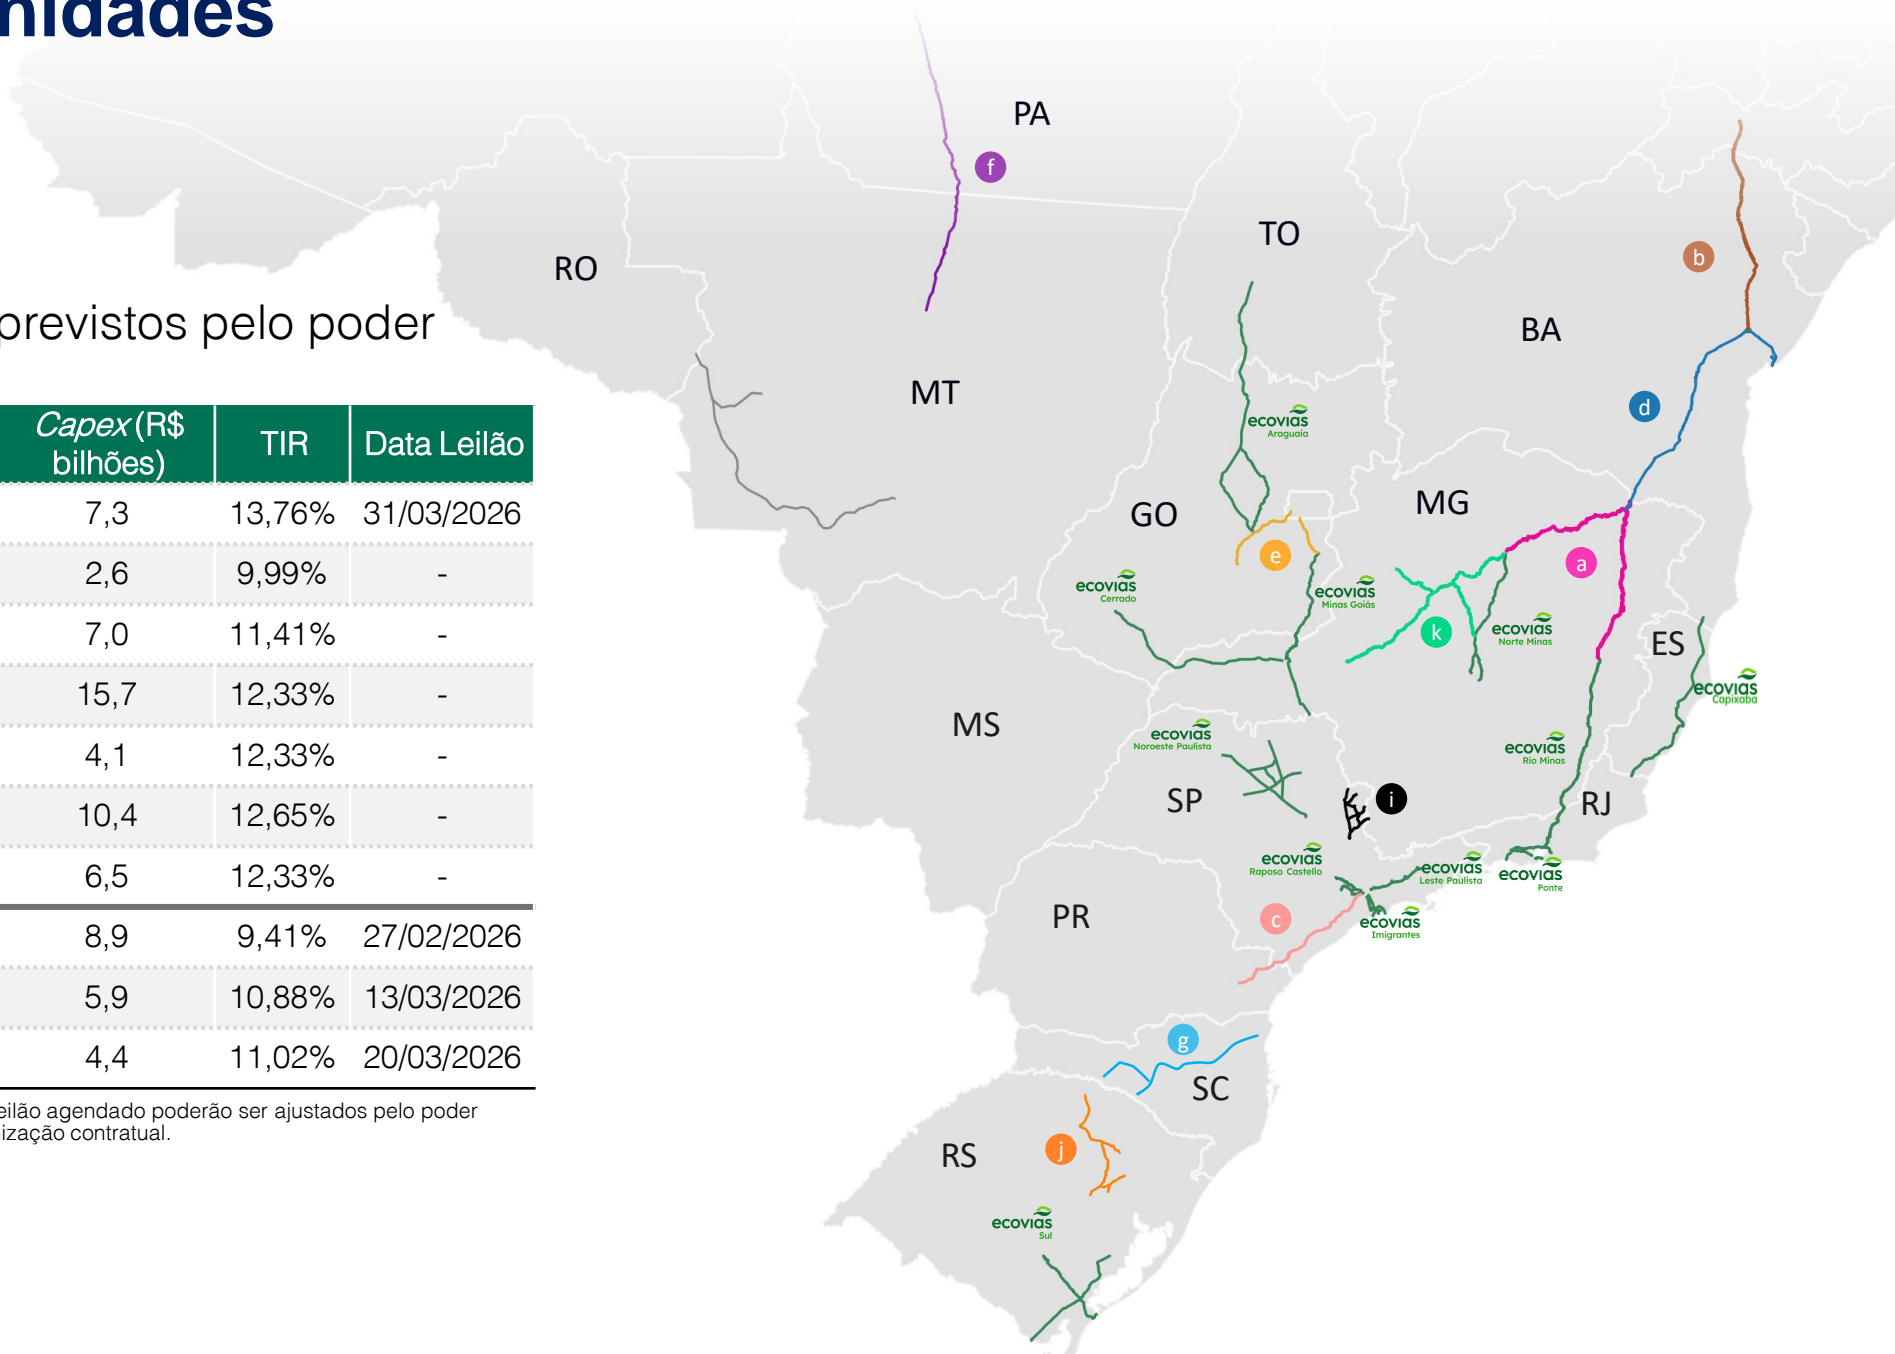 nidades
previstos pelo poder
Capex (R$ bilhões) TIR Data Leilão
7,3 13,76% 31/03/2026
2,6 9,99% -
7,0 11,41% -
15,7 12,33% -
4,1 12,33% -
10,4 12,65% -
6,5 12,33% -
8,9 9,41% 27/02/2026
5,9 10,88% 13/03/2026
4,4 11,02% 20/03/2026
eilão agendado poderão ser ajustados pelo poder
ização contratual.
PA
f
TO
b
RO
BA
MT
d
ecovias
Araguaia
MG
GO
e
a
ecovias
Cerrado
ecovias
Minas Goiás
k
ecovias
Norte Minas
ES
ecovias
Capixaba
MS
ecovias
Noroeste Paulista
ecovias
Rio Minas
SP
i
RJ
ecovias
Raposo Castello
ecovias
Leste Paulista
ecovias
Ponte
PR
c
ecovias
Imigrantes
g
SC
RS
j
ecovias
Sul